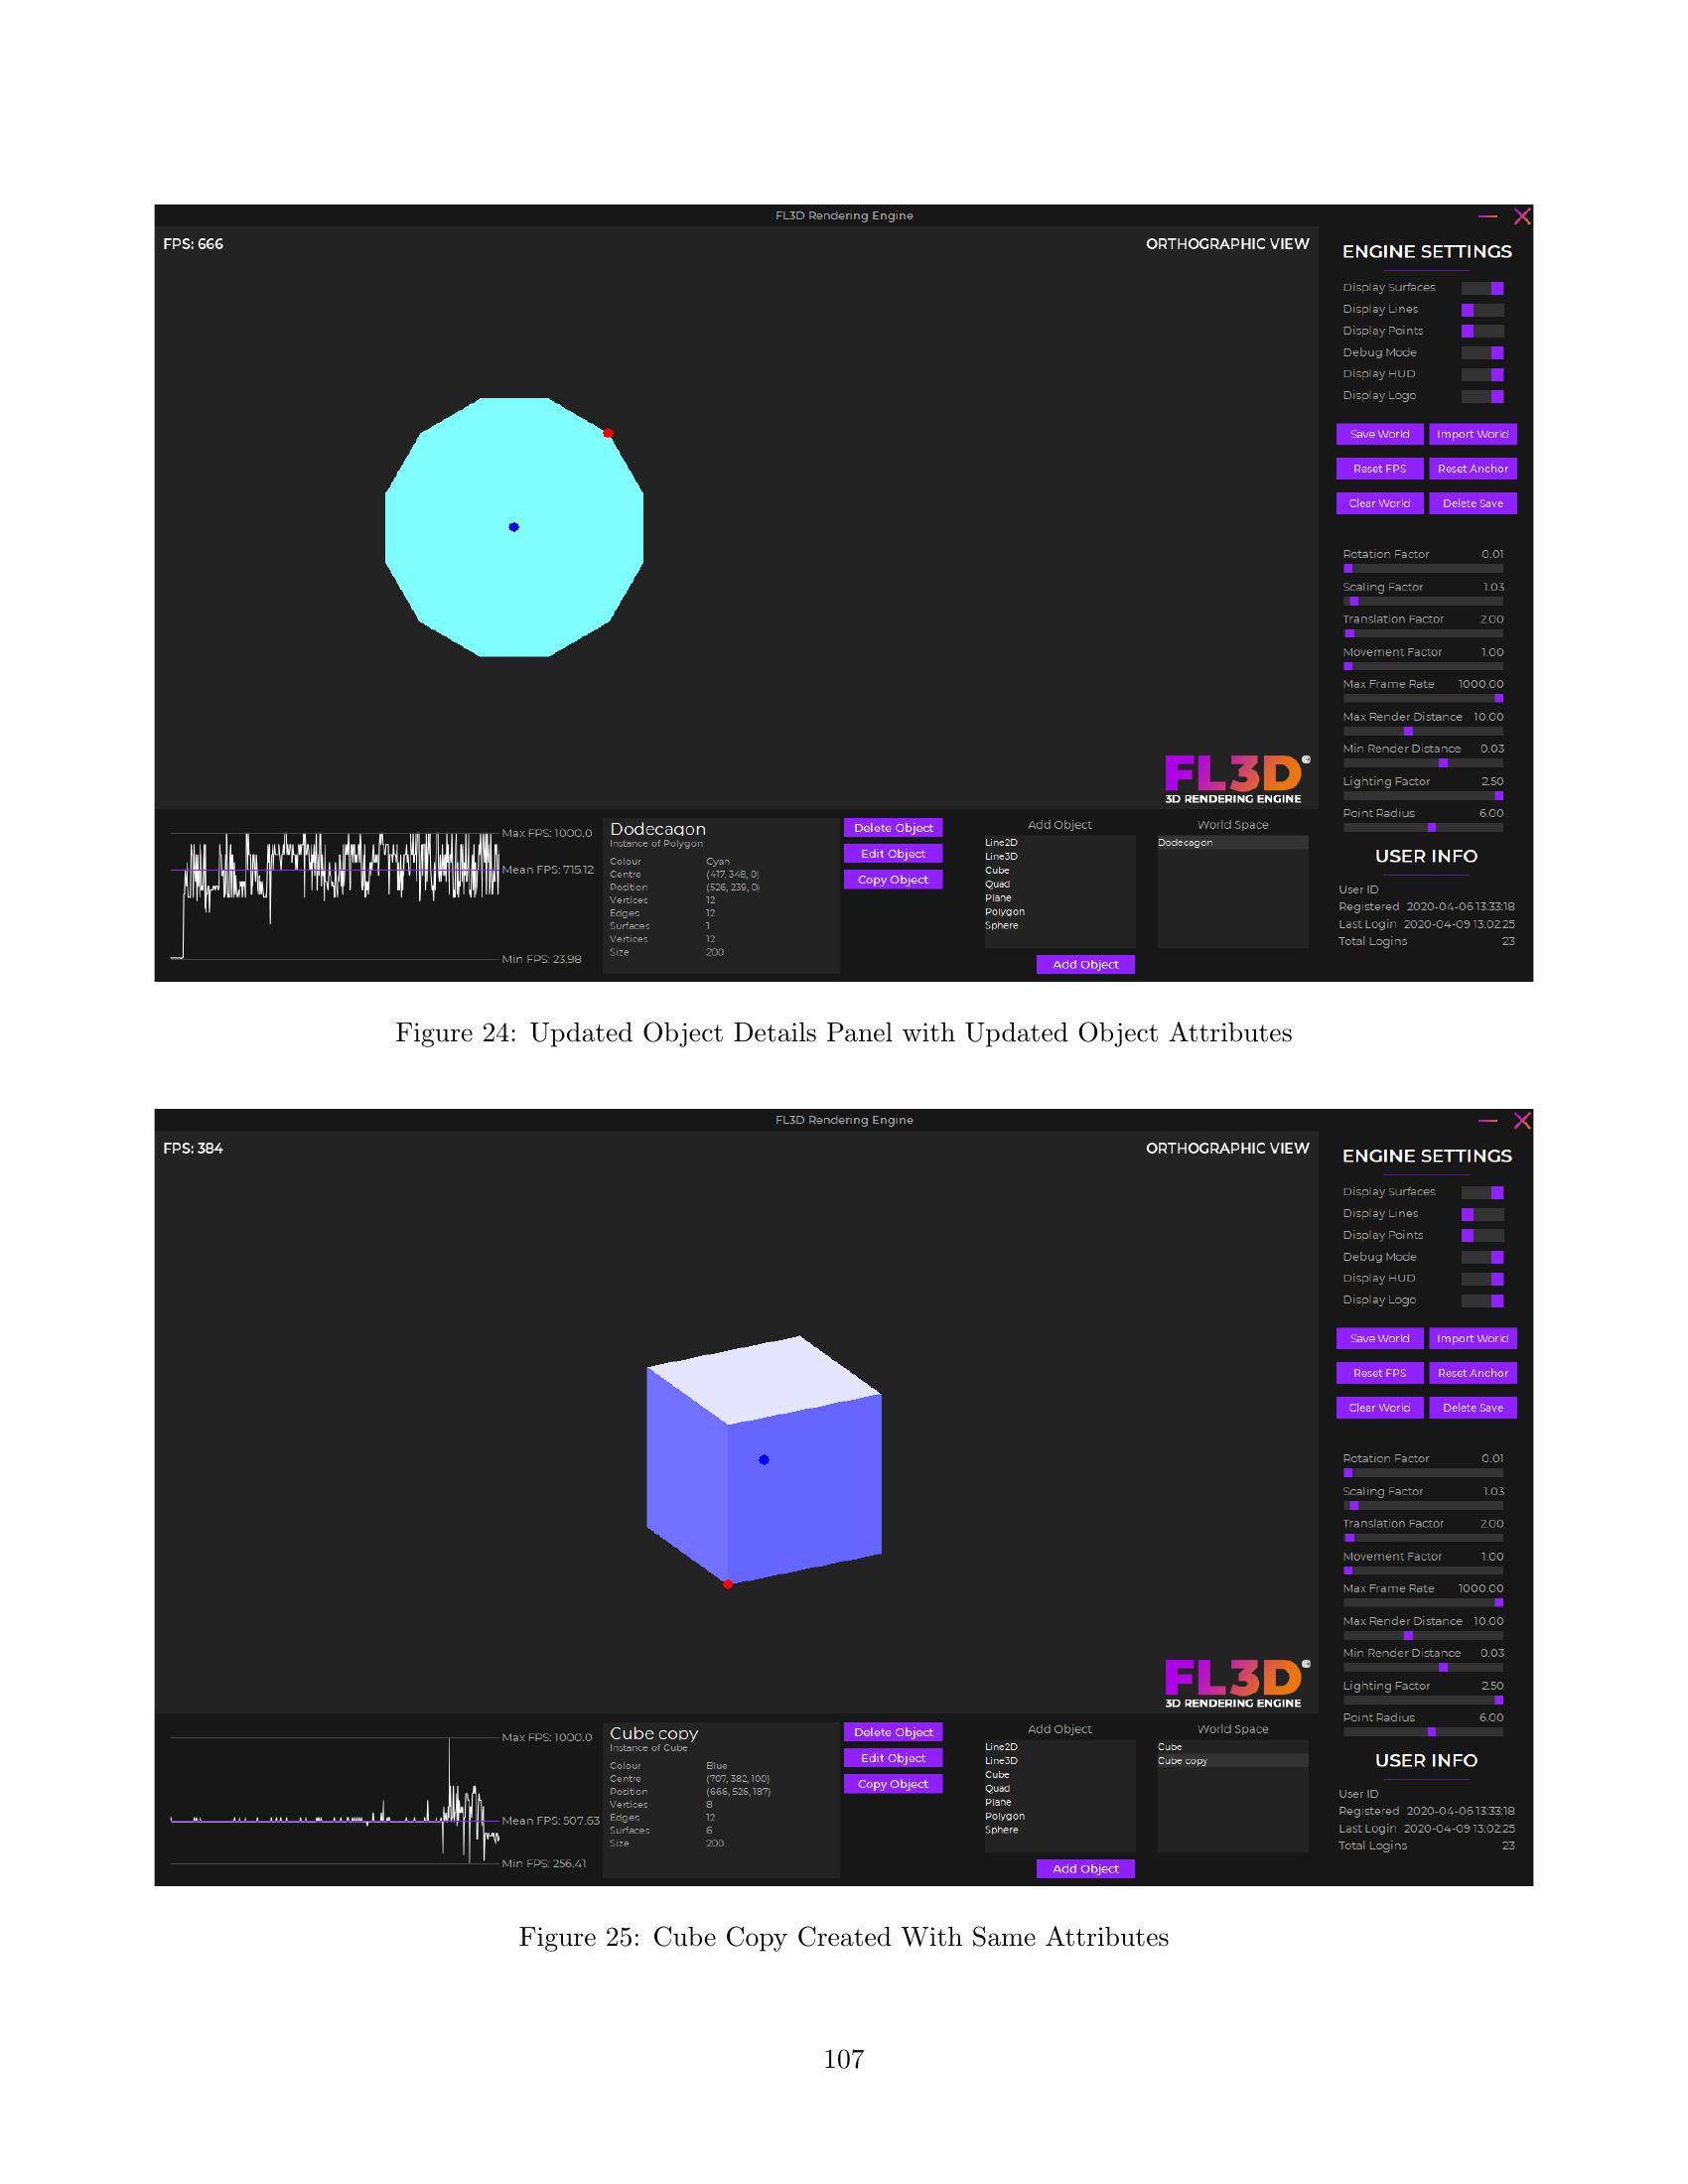 FL3D Rendering Engine
FPS: 666
ORTHOGRAPHIC VIEW
FL3D©
3D RENDERING ENGINE
ENGINE SETTINGS
Display Surfaces
Display Lines
Display Points
Debug Mode
Display HUD
Display Logo
Save World Import World
Reset FPS Reset Anchor
Clear World Delete Save
Rotation Factor 0.01
Scaling Factor 1.03
Translation Factor 2.00
Movement Factor 1.00
Max Frame Rate 1000.00
Max Render Distance 10.00
Min Render Distance 0.03
Lighting Factor 2.50
Point Radius 6.00
USER INFO
User ID
Registered 2020-04-06 13:33:18
Last Login 2020-04-09 13:02:25
Total Logins 23
Max FPS: 1000.0
Mean FPS: 715.12
Min FPS: 23.98
Dodecagon
Instance of Polygon
Colour Cyan
Centre (417, 348, 0)
Position (526, 239, 0)
Vertices 12
Edges 12
Surfaces 1
Vertices 12
Size 200
Delete Object
Edit Object
Copy Object
Add Object
Line2D
Line3D
Cube
Quad
Plane
Polygon
Sphere
Add Object
World Space
Dodecagon
Figure 24: Updated Object Details Panel with Updated Object Attributes
FL3D Rendering Engine
FPS: 384
ORTHOGRAPHIC VIEW
FL3D©
3D RENDERING ENGINE
ENGINE SETTINGS
Display Surfaces
Display Lines
Display Points
Debug Mode
Display HUD
Display Logo
Save World Import World
Reset FPS Reset Anchor
Clear World Delete Save
Rotation Factor 0.01
Scaling Factor 1.03
Translation Factor 2.00
Movement Factor 1.00
Max Frame Rate 1000.00
Max Render Distance 10.00
Min Render Distance 0.03
Lighting Factor 2.50
Point Radius 6.00
USER INFO
User ID
Registered 2020-04-06 13:33:18
Last Login 2020-04-09 13:02:25
Total Logins 23
Max FPS: 1000.0
Mean FPS: 507.63
Min FPS: 256.41
Cube copy
Instance of Cube
Colour Blue
Centre (707, 382, 100)
Position (666, 526, 187)
Vertices 8
Edges 12
Surfaces 6
Size 200
Delete Object
Edit Object
Copy Object
Add Object
Line2D
Line3D
Cube
Quad
Plane
Polygon
Sphere
Add Object
World Space
Cube
Cube copy
Figure 25: Cube Copy Created With Same Attributes
107